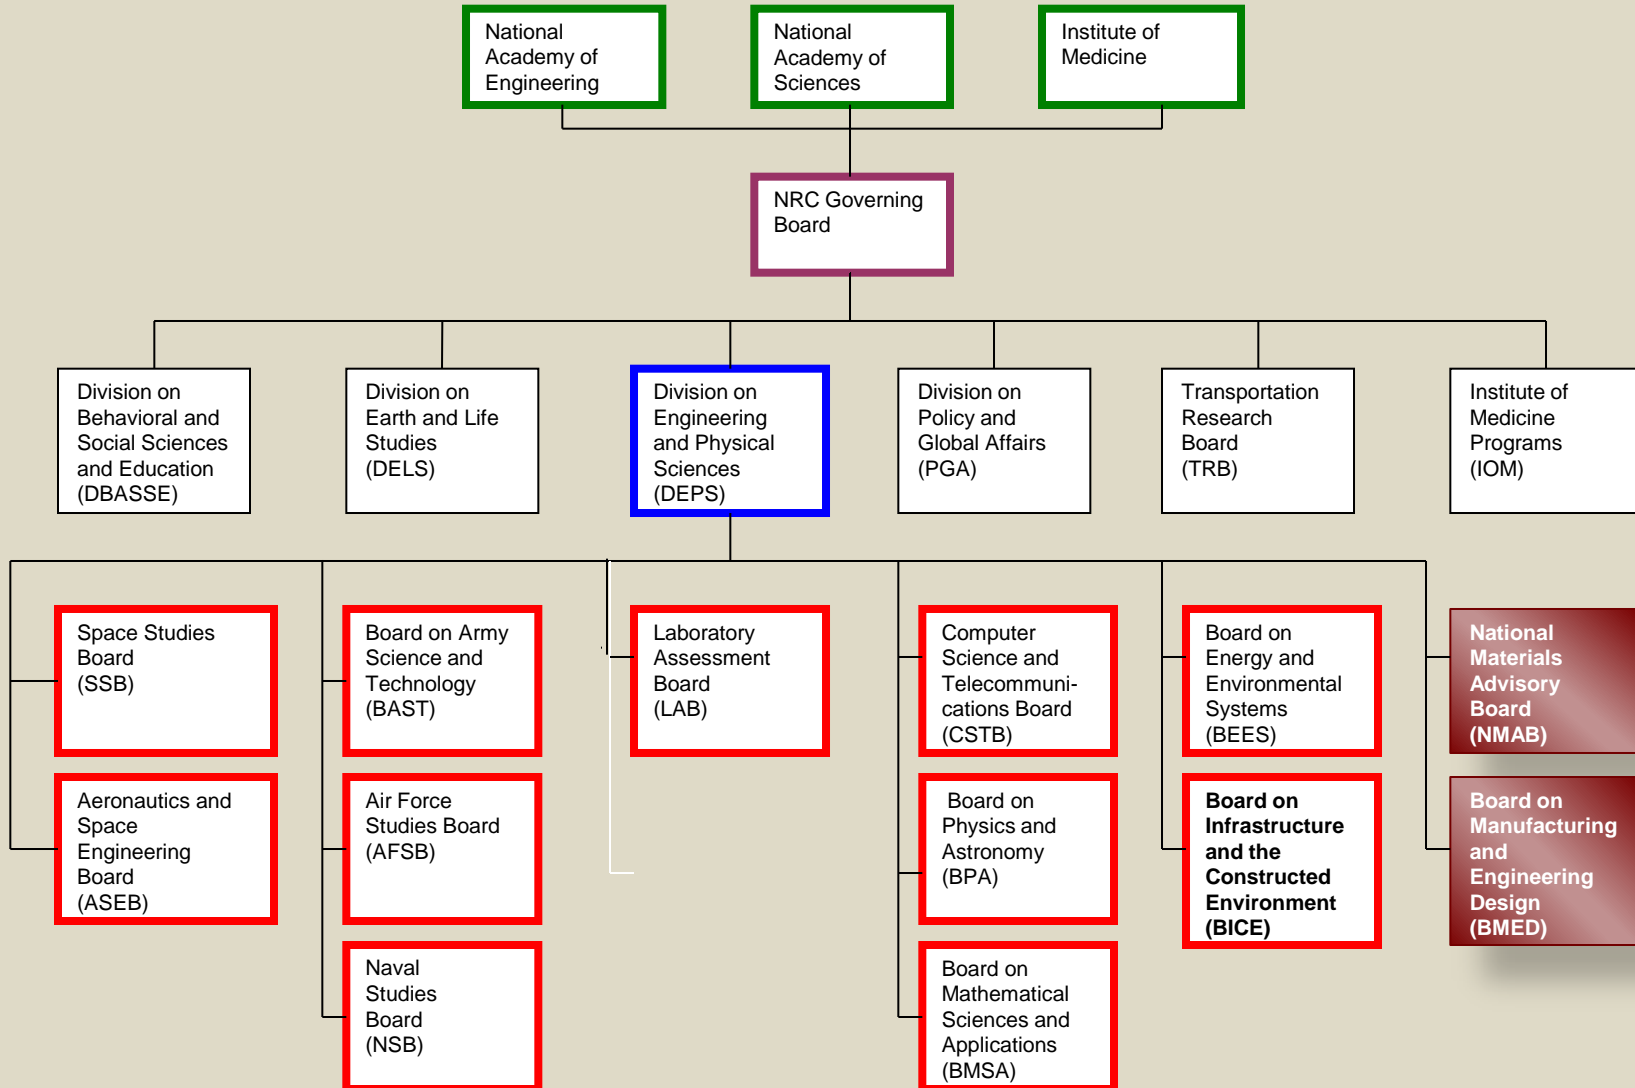 National
Academy of
Engineering
National
Academy of
Sciences
Institute of
Medicine
NRC Governing
Board
Division on
Behavioral and
Social Sciences
and Education
(DBASSE)
Division on
Earth and Life
Studies
(DELS)
Division on
Engineering
and Physical
Sciences
(DEPS)
Division on
Policy and
Global Affairs
(PGA)
Transportation
Research
Board
(TRB)
Institute of
Medicine
Programs
(IOM)
Space Studies
Board
(SSB)
Board on Army
Science and
Technology
(BAST)
Laboratory
Assessment
Board
(LAB)
Computer
Science and
Telecommuni-
cations Board
(CSTB)
Board on
Energy and
Environmental
Systems
(BEES)
National
Materials
Advisory
Board
(NMAB)
Aeronautics and
Space
Engineering
Board
(ASEB)
Air Force
Studies Board
(AFSB)
Board on
Physics and
Astronomy
(BPA)
Board on
Infrastructure
and the
Constructed
Environment
(BICE)
Board on
Manufacturing
and
Engineering
Design
(BMED)
Naval
Studies
Board
(NSB)
Board on
Mathematical
Sciences and
Applications
(BMSA)